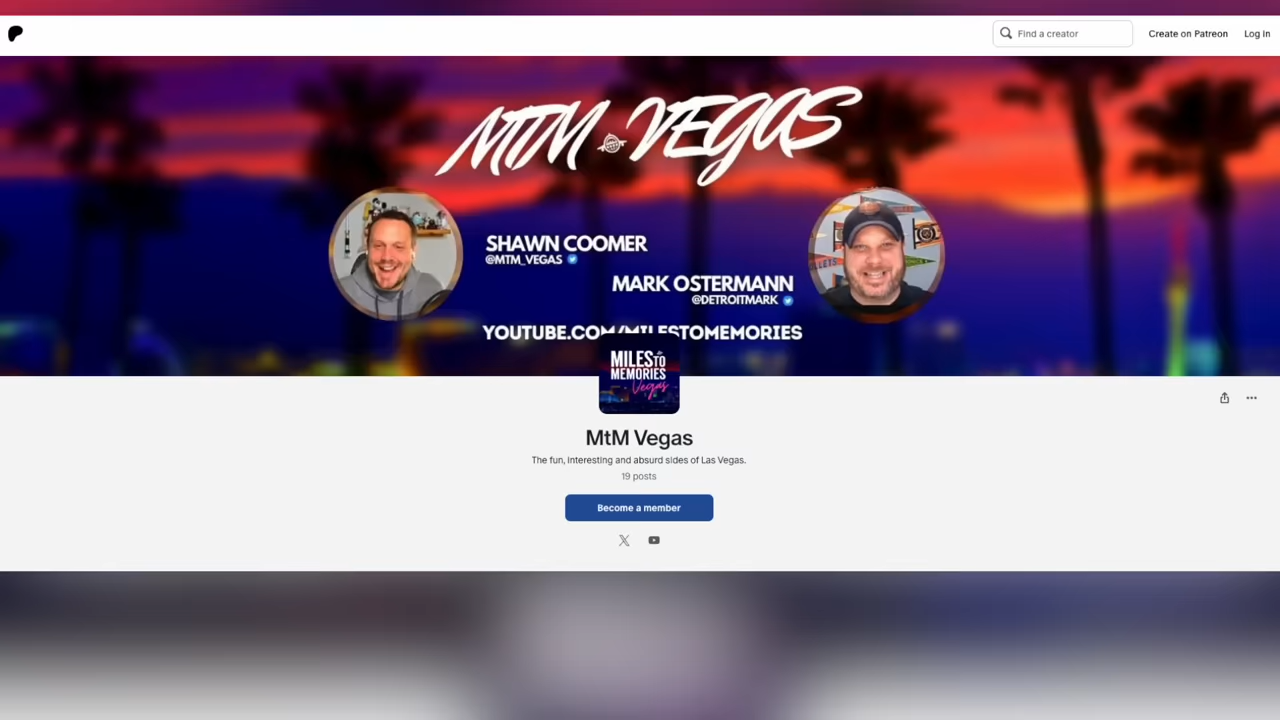 Find a creator
Create on Patreon
Log in
MTM VEGAS
SHAWN COOMER
@MTM_VEGAS
MARK OSTERMANN
@DETROITMARK
YOUTUBE.COM/MILESTOMEMORIES
MILES TO
MEMORIES
Vegas
MtM Vegas
The fun, interesting and absurd sides of Las Vegas.
19 posts
Become a member